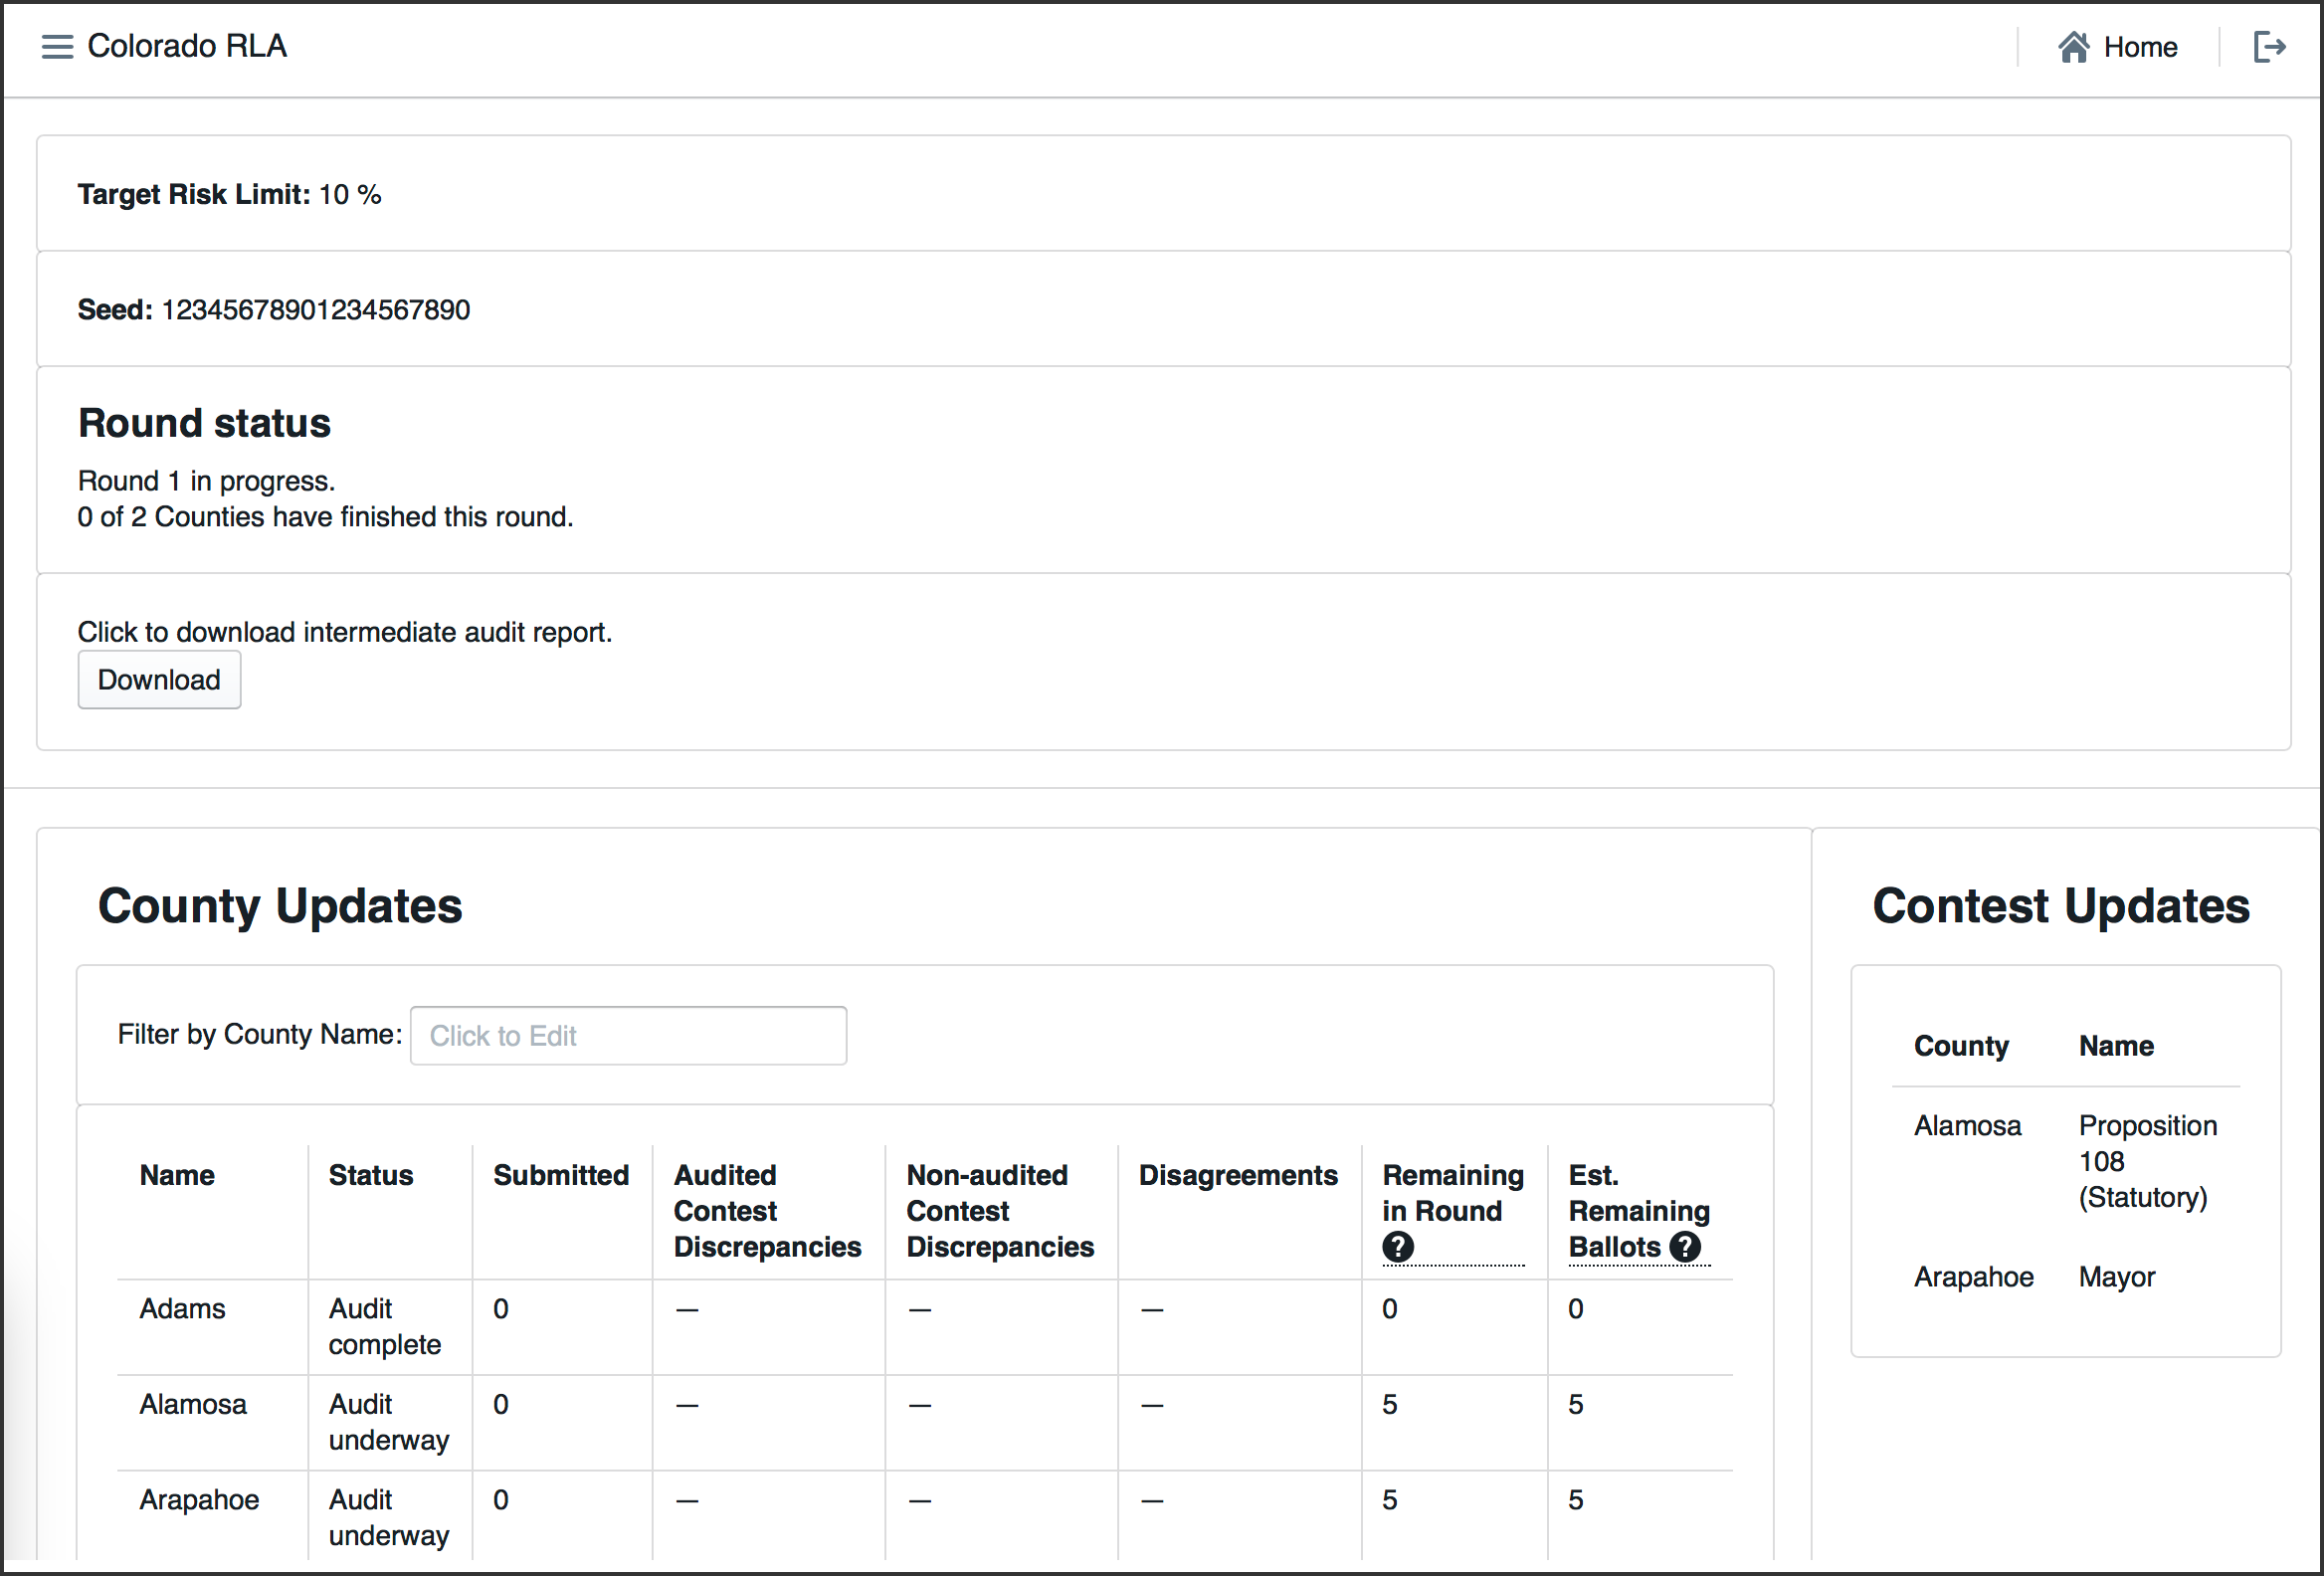 Colorado RLA
Home
Target Risk Limit: 10 %
Seed: 12345678901234567890
Round status
Round 1 in progress.
0 of 2 Counties have finished this round.
Click to download intermediate audit report.
Download
County Updates
Filter by County Name: Click to Edit
Name Status Submitted Audited Contest Discrepancies Non-audited Contest Discrepancies Disagreements Remaining in Round ? Est. Remaining Ballots ?
Adams Audit complete 0 — — — 0 0
Alamosa Audit underway 0 — — — 5 5
Arapahoe Audit underway 0 — — — 5 5
Contest Updates
County Name
Alamosa Proposition 108 (Statutory)
Arapahoe Mayor